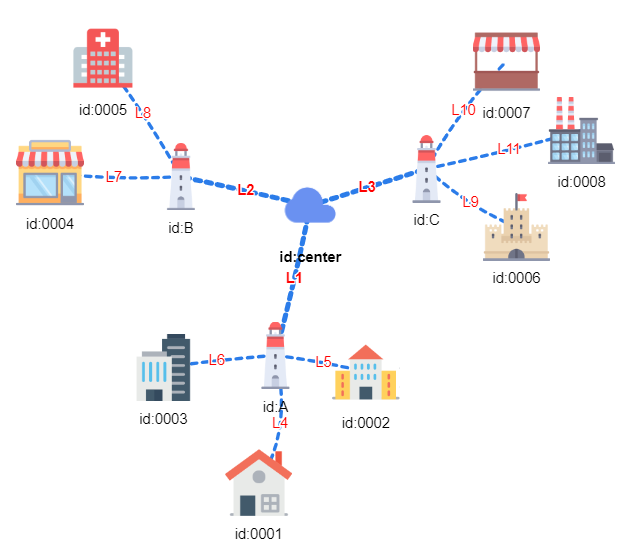 id:0005
L8
L10
id:0007
L11
id:0008
L7
id:0004
L2
id:B
L3
L9
id:C
id:center
id:0006
L1
L6
L5
id:0003
id:A
id:0002
L4
id:0001